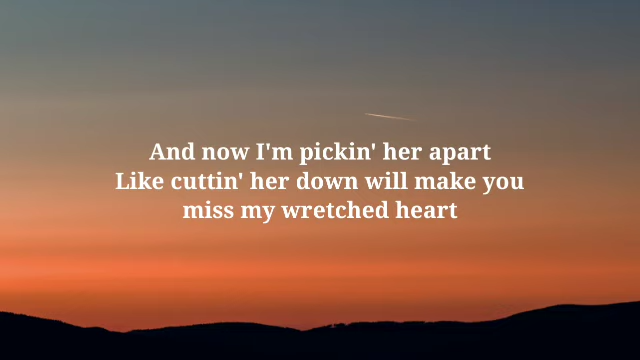 And now I'm pickin' her apart
Like cuttin' her down will make you
miss my wretched heart